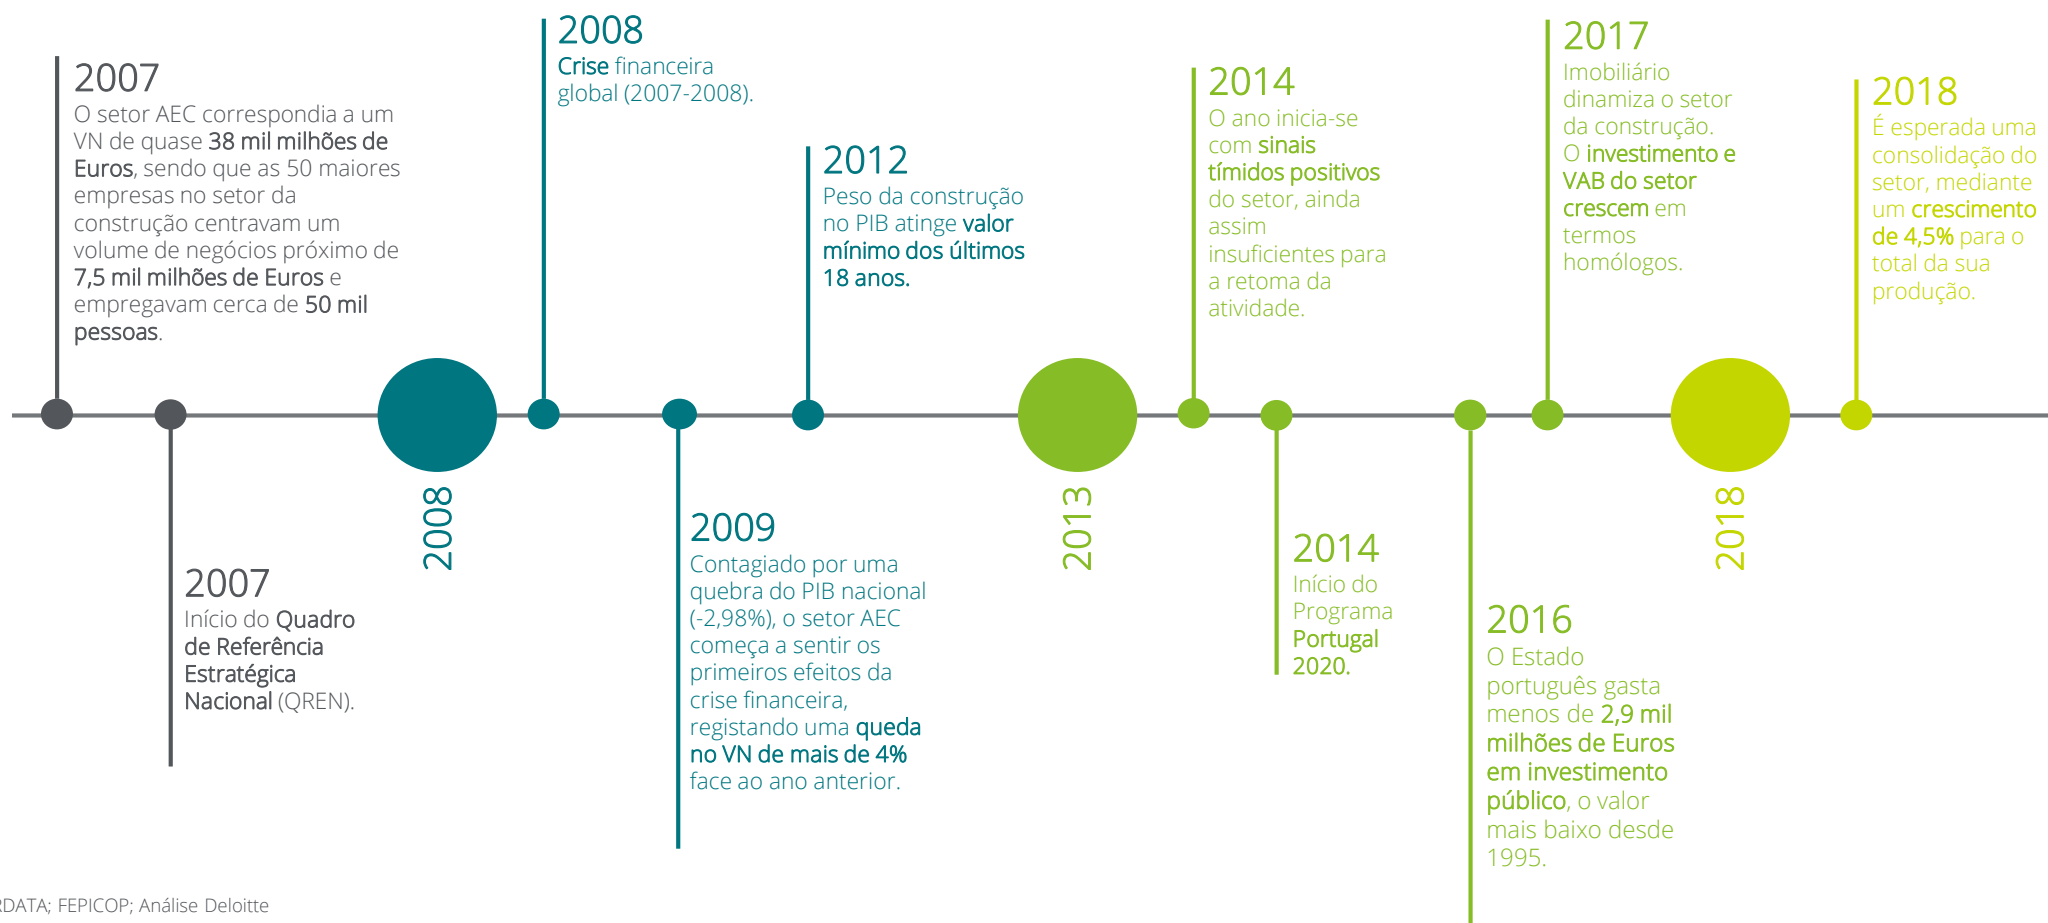 2007
O setor AEC correspondia a um
VN de quase 38 mil milhões de
Euros, sendo que as 50 maiores
empresas no setor da
construção centravam um
volume de negócios próximo de
7,5 mil milhões de Euros e
empregavam cerca de 50 mil
pessoas.
2007
Início do Quadro
de Referência
Estratégica
Nacional (QREN).
2008
2008
Crise financeira
global (2007-2008).
2009
Contagiado por uma
quebra do PIB nacional
(-2,98%), o setor AEC
começa a sentir os
primeiros efeitos da
crise financeira,
registando uma queda
no VN de mais de 4%
face ao ano anterior.
2012
Peso da construção
no PIB atinge valor
mínimo dos últimos
18 anos.
2013
2014
O ano inicia-se
com sinais
tímidos positivos
do setor, ainda
assim
insuficientes para
a retoma da
atividade.
2014
Início do
Programa
Portugal
2020.
2016
O Estado
português gasta
menos de 2,9 mil
milhões de Euros
em investimento
público, o valor
mais baixo desde
1995.
2017
Imobiliário
dinamiza o setor
da construção.
O investimento e
VAB do setor
crescem em
termos
homólogos.
2018
2018
É esperada uma
consolidação do
setor, mediante
um crescimento
de 4,5% para o
total da sua
produção.
FEPICOP; Análise Deloitte